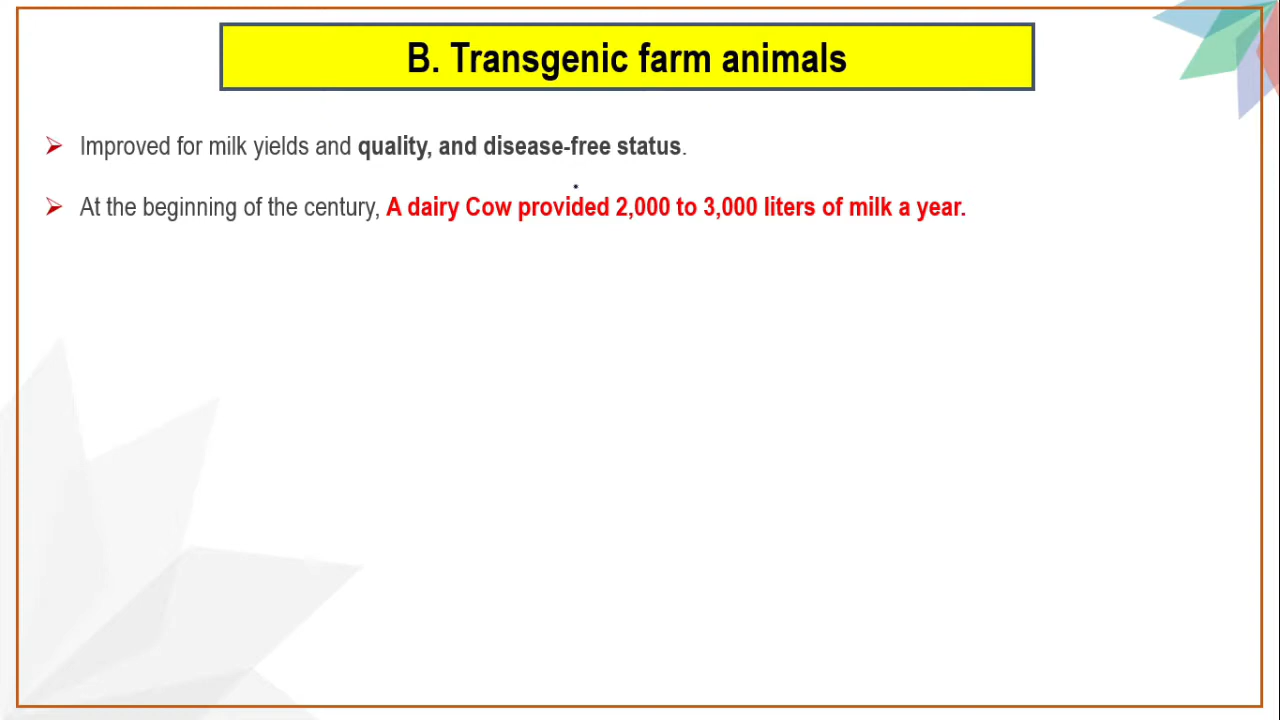 B. Transgenic farm animals
Improved for milk yields and quality, and disease-free status.
At the beginning of the century, A dairy Cow provided 2,000 to 3,000 liters of milk a year.